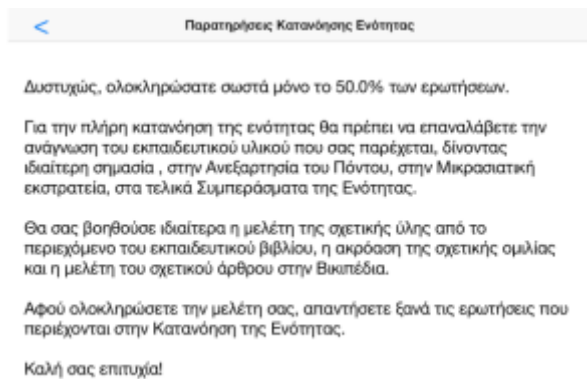 <
Παρατηρήσεις Κατανόησης Ενότητας
Δυστυχώς, ολοκληρώσατε σωστά μόνο το 50.0% των ερωτήσεων.
Για την πλήρη κατανόηση της ενότητας θα πρέπει να επαναλάβετε την
ανάγνωση του εκπαιδευτικού υλικού που σας παρέχεται, δίνοντας
ιδιαίτερη σημασία , στην Ανεξαρτησία του Πόντου, στην Μικρασιατική
εκστρατεία, στα τελικά Συμπεράσματα της Ενότητας.
Θα σας βοηθούσε ιδιαίτερα η μελέτη της σχετικής ύλης από το
περιεχόμενο του εκπαιδευτικού βιβλίου, η ακρόαση της σχετικής ομιλίας
και η μελέτη του σχετικού άρθρου στην Βικιπέδια.
Αφού ολοκληρώσετε την μελέτη σας, απαντήσετε ξανά τις ερωτήσεις που
περιέχονται στην Κατανόηση της Ενότητας.
Καλή σας επιτυχία!